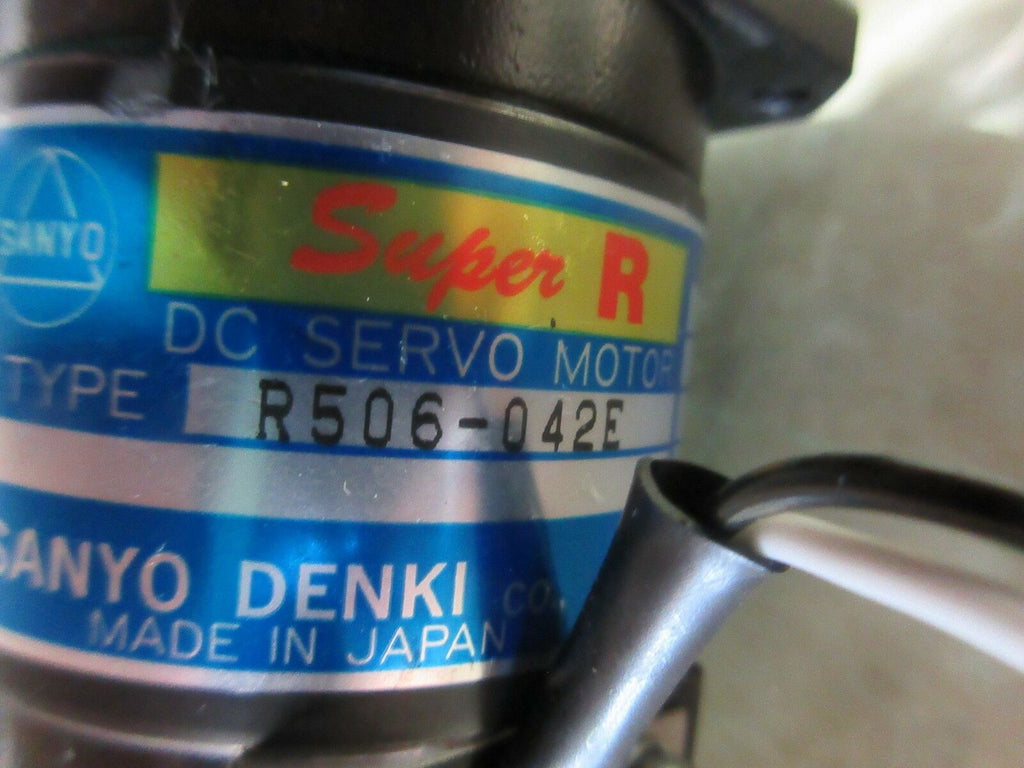 SANYO
Super R
DC SERVO MOTOR
TYPE R506-042E
SANYO DENKI CO.,
MADE IN JAPAN